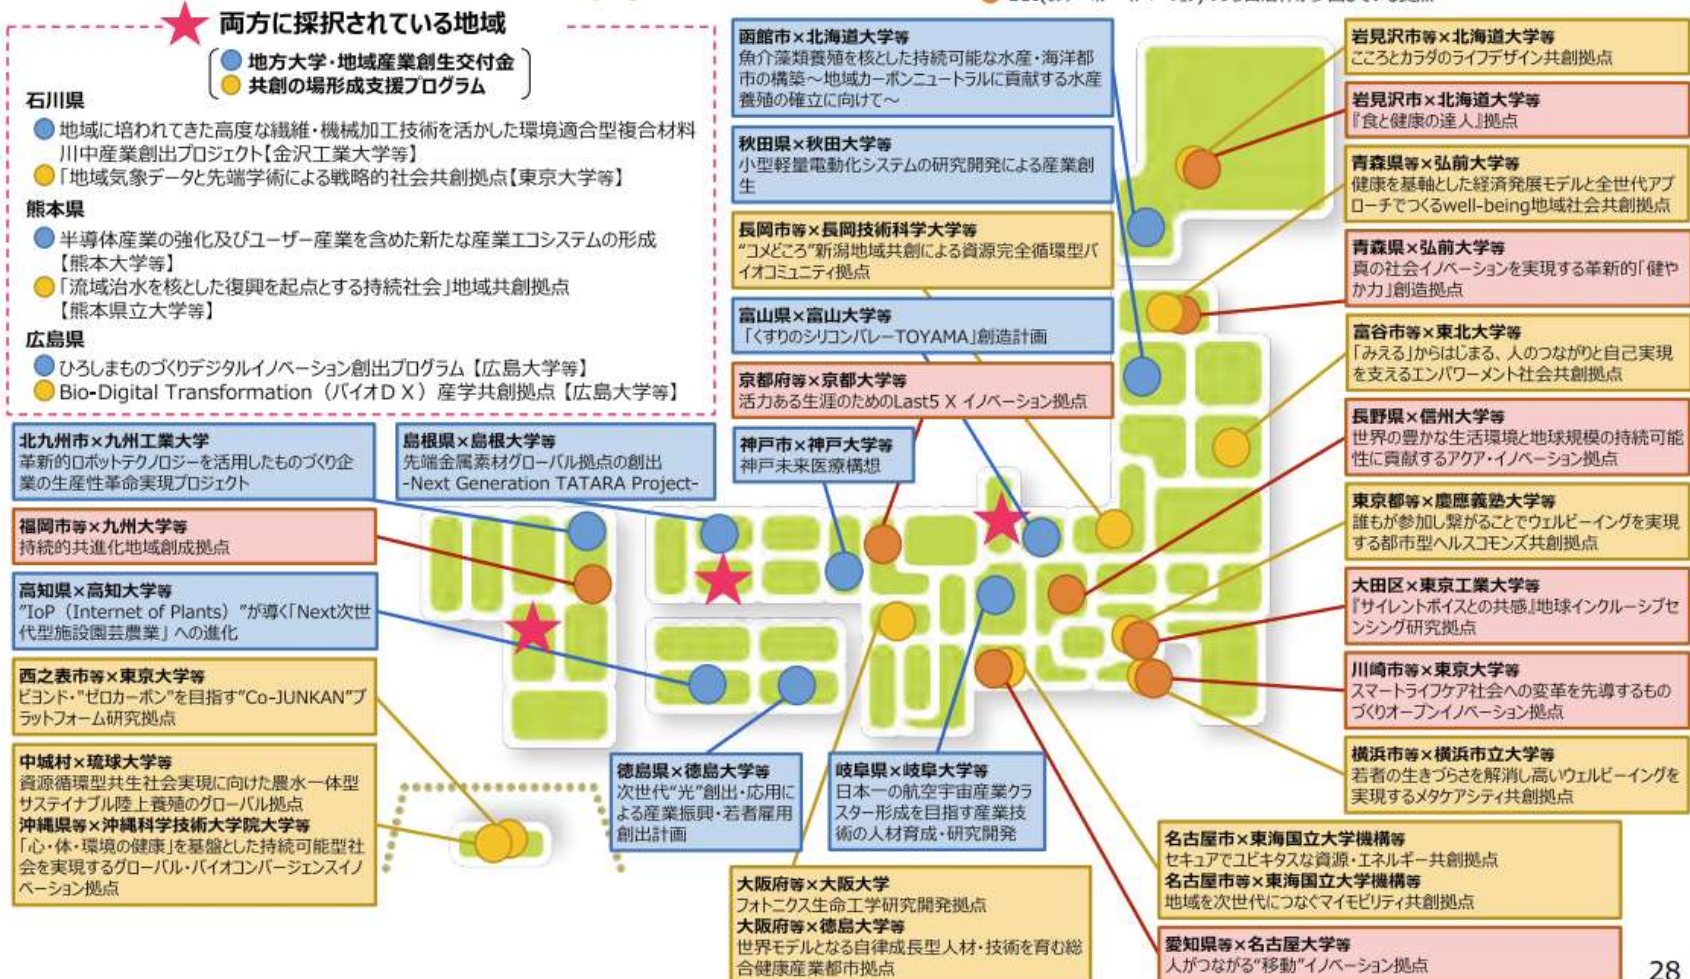 両方に採択されている地域
地方大学・地域産業創生交付金
共創の場形成支援プログラム
石川県
地域に培われてきた高度な繊維・機械加工技術を活かした環境適合型複合材料
川中産業創出プロジェクト【金沢工業大学等】
「地域気象データと先端学術による戦略的社会共創拠点【東京大学等】
熊本県
半導体産業の強化及びユーザー産業を含めた新たな産業エコシステムの形成
【熊本大学等】
「流域治水を核とした復興を起点とする持続社会」地域共創拠点
【熊本県立大学等】
広島県
ひろしまものづくりデジタルイノベーション創出プログラム【広島大学等】
Bio-Digital Transformation（バイオDX）産学共創拠点【広島大学等】
函館市×北海道大学等
魚介藻類養殖を核とした持続可能な水産・海洋都
市の構築～地域カーボンニュートラルに貢献する水産
養殖の確立に向けて～
秋田県×秋田大学等
小型軽量電動化システムの研究開発による産業創
生
長岡市等×長岡技術科学大学等
“コメどころ”新潟地域共創による資源完全循環型バ
イオコミュニティ拠点
富山県×富山大学等
「くすりのシリコンバレーTOYAMA」創造計画
京都府等×京都大学等
活力ある生涯のためのLast5 X イノベーション拠点
神戸市×神戸大学等
神戸未来医療構想
岩見沢市等×北海道大学等
こころとカラダのライフデザイン共創拠点
岩見沢市×北海道大学等
『食と健康の達人』拠点
青森県等×弘前大学等
健康を基軸とした経済発展モデルと全世代アプ
ローチでつくるwell-being地域社会共創拠点
青森県×弘前大学等
真の社会イノベーションを実現する革新的「健や
か力」創造拠点
富谷市等×東北大学等
「みえる」からはじまる、人のつながりと自己実現
を支えるエンパワーメント社会共創拠点
長野県×信州大学等
世界の豊かな生活環境と地球規模の持続可能
性に貢献するアクア・イノベーション拠点
東京都等×慶應義塾大学等
誰もが参加し繋がることでウェルビーイングを実現
する都市型ヘルスコモンズ共創拠点
大田区×東京工業大学等
『サイレントボイスとの共感』地球インクルーシブセ
ンシング研究拠点
川崎市等×東京大学等
スマートライフケア社会への変革を先導するもの
づくりオープンイノベーション拠点
横浜市等×横浜市立大学等
若者の生きづらさを解消し高いウェルビーイングを
実現するメタケアシティ共創拠点
北九州市×九州工業大学
革新的ロボットテクノロジーを活用したものづくり企
業の生産性革命実現プロジェクト
島根県×島根大学等
先端金属素材グローバル拠点の創出
-Next Generation TATARA Project-
福岡市等×九州大学等
持続的共進化地域創成拠点
高知県×高知大学等
”IoP（Internet of Plants）”が導く「Next次世
代型施設園芸農業」への進化
西之表市等×東京大学等
ビヨンド・"ゼロカーボン"を目指す"Co-JUNKAN"プ
ラットフォーム研究拠点
中城村×琉球大学等
資源循環型共生社会実現に向けた農水一体型
サステイナブル陸上養殖のグローバル拠点
沖縄県等×沖縄科学技術大学院大学等
「心・体・環境の健康」を基盤とした持続可能型社
会を実現するグローバル・バイオコンバージェンスイノ
ベーション拠点
徳島県×徳島大学等
次世代“光”創出・応用に
よる産業振興・若者雇用
創出計画
岐阜県×岐阜大学等
日本一の航空宇宙産業クラ
スター形成を目指す産業技
術の人材育成・研究開発
大阪府等×大阪大学
フォトニクス生命工学研究開発拠点
大阪府等×徳島大学等
世界モデルとなる自律成長型人材・技術を育む総
合健康産業都市拠点
名古屋市×東海国立大学機構等
セキュアでユビキタスな資源・エネルギー共創拠点
名古屋市等×東海国立大学機構等
地域を次世代につなぐマイモビリティ共創拠点
愛知県等×名古屋大学等
人がつながる“移動”イノベーション拠点
28